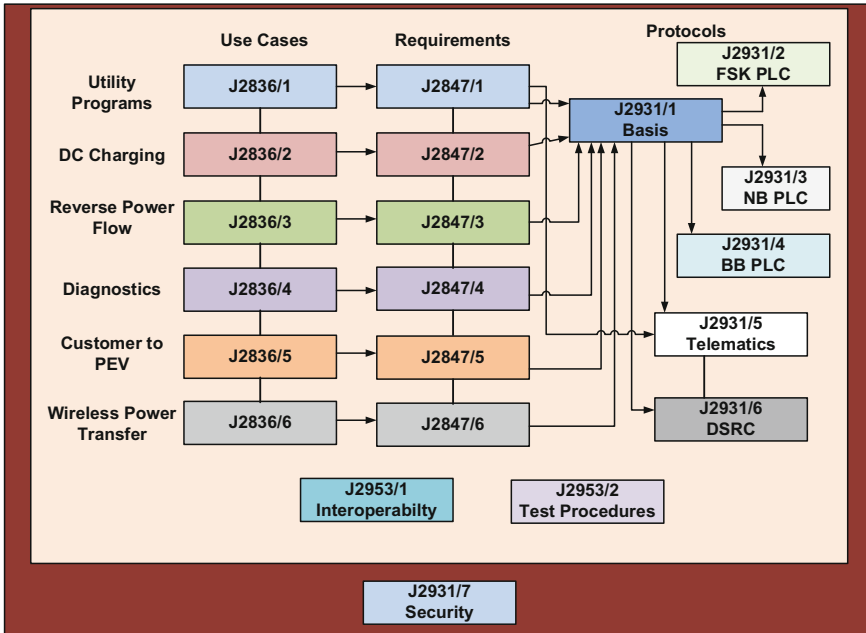 Use Cases
Requirements
Protocols
Utility
Programs
J2836/1
J2847/1
J2931/1
Basis
J2931/2
FSK PLC
DC Charging
J2836/2
J2847/2
J2931/3
NB PLC
Reverse Power
Flow
J2836/3
J2847/3
J2931/4
BB PLC
Diagnostics
J2836/4
J2847/4
J2931/5
Telematics
Customer to
PEV
J2836/5
J2847/5
J2931/6
DSRC
Wireless Power
Transfer
J2836/6
J2847/6
J2953/1
Interoperabilty
J2953/2
Test Procedures
J2931/7
Security